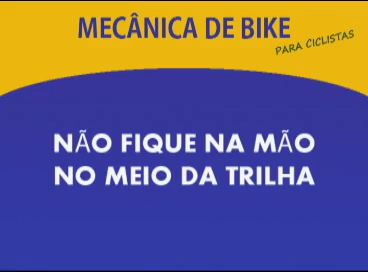 MECÂNICA DE BIKE
PARA CICLISTAS
NÃO FIQUE NA MÃO
NO MEIO DA TRILHA